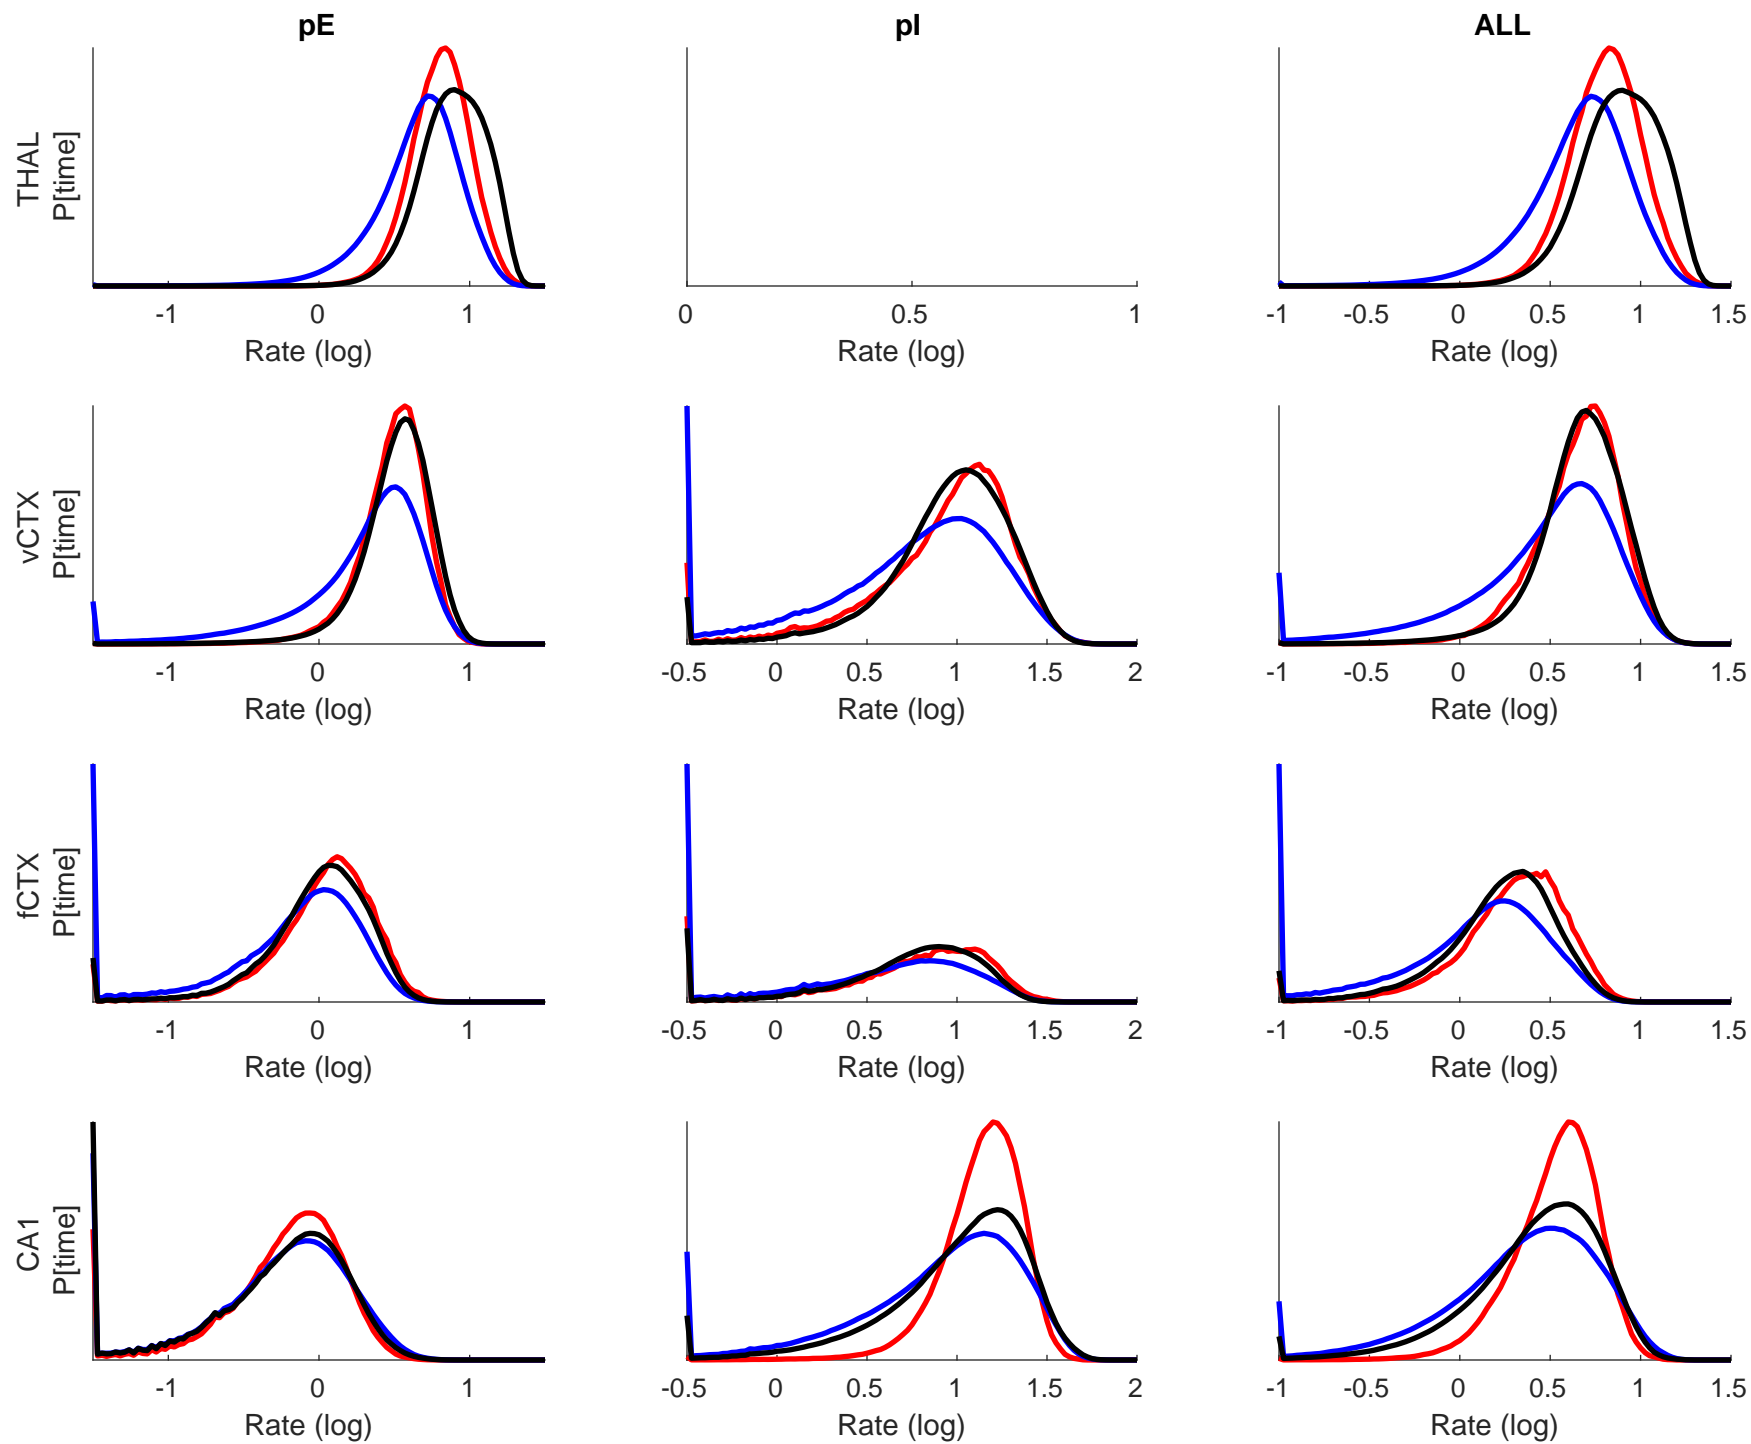 pE pI ALL
THAL
P[time]
-1 0 1 0 0.5 1 -1 -0.5 0 0.5 1 1.5
Rate (log) Rate (log) Rate (log)
vCTX
P[time]
-1 0 1 -0.5 0 0.5 1 1.5 2 -1 -0.5 0 0.5 1 1.5
Rate (log) Rate (log) Rate (log)
fCTX
P[time]
-1 0 1 -0.5 0 0.5 1 1.5 2 -1 -0.5 0 0.5 1 1.5
Rate (log) Rate (log) Rate (log)
CA1
P[time]
-1 0 1 -0.5 0 0.5 1 1.5 2 -1 -0.5 0 0.5 1 1.5
Rate (log) Rate (log) Rate (log)